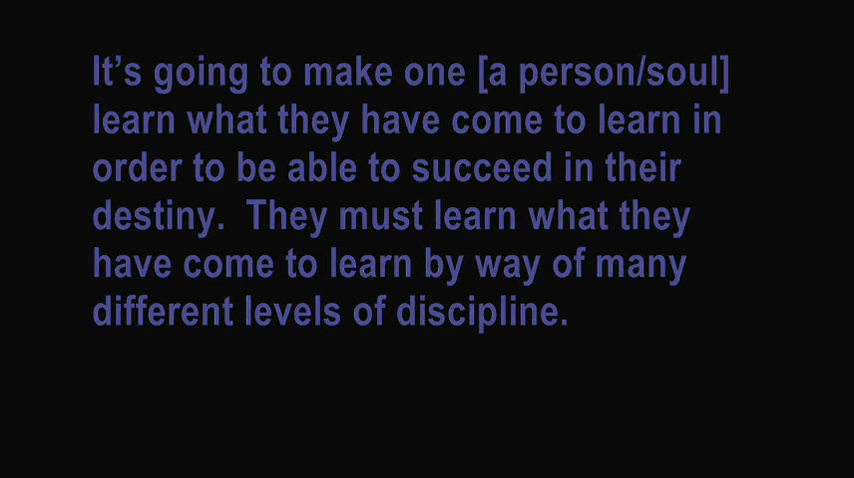 It’s going to make one [a person/soul]
learn what they have come to learn in
order to be able to succeed in their
destiny.  They must learn what they
have come to learn by way of many
different levels of discipline.